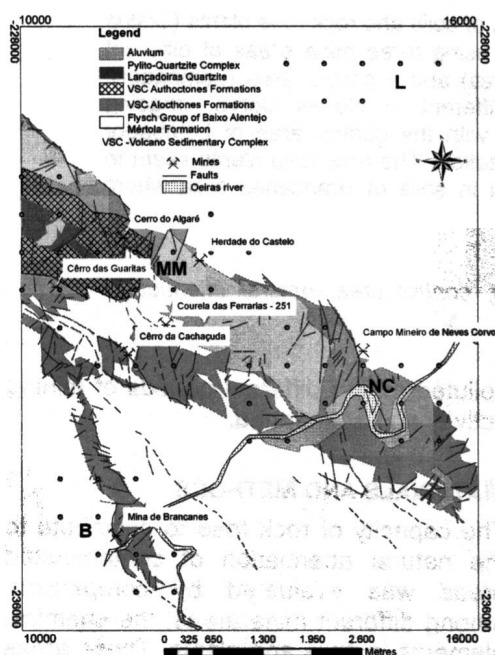 -10000
16000
-228000
-228000
Legend
Aluvium
Pylito-Quartzite Complex
Lançadoiras Quartzite
VSC Authoctones Formations
VSC Alocthones Formations
Flysch Group of Baixo Alentejo
Mértola Formation
VSC -Volcano Sedimentary Complex
Mines
Faults
Oeiras river
L
Cerro do Algaré
Herdade do Castelo
MM
Cêrro das Guaritas
Courela das Ferrarias - 251
Cêrro da Cachaçuda
Campo Mineiro de Neves Corvo
NC
Mina de Brancanes
B
-2360000
-2360000
10000
16000
0 325 650 1,300 1.950 2.600
Metres